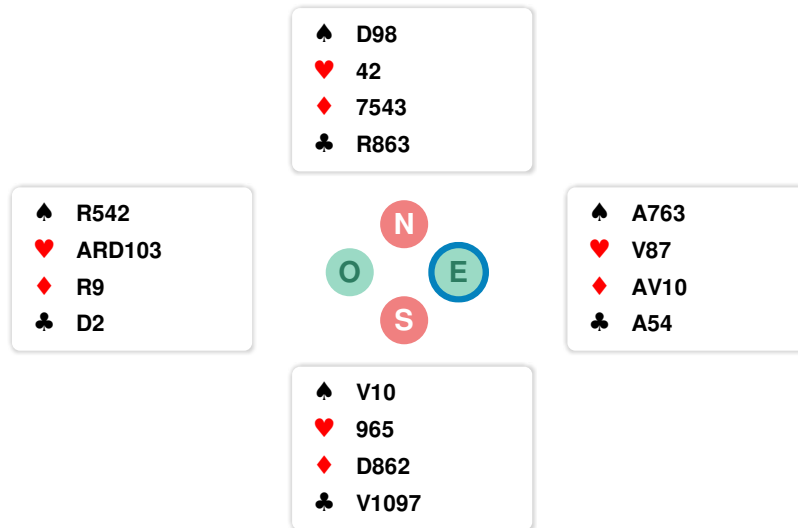 ♠ D98
♥ 42
♦ 7543
♣ R863
♠ R542
♥ ARD103
♦ R9
♣ D2
N
O E
S
♠ A763
♥ V87
♦ AV10
♣ A54
♠ V10
♥ 965
♦ D862
♣ V1097